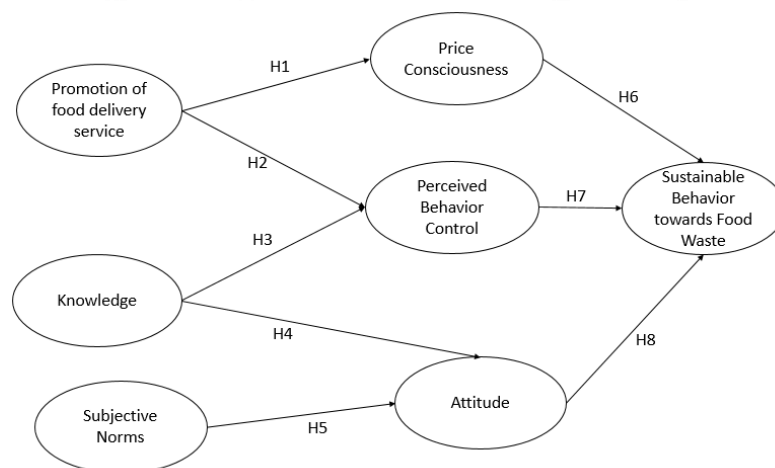 Price
Consciousness
H1
Promotion of
food delivery
service
H6
H2
Perceived
Behavior
Control
H7
Sustainable
Behavior
towards Food
Waste
H3
Knowledge
H4
H8
Attitude
Subjective
Norms
H5